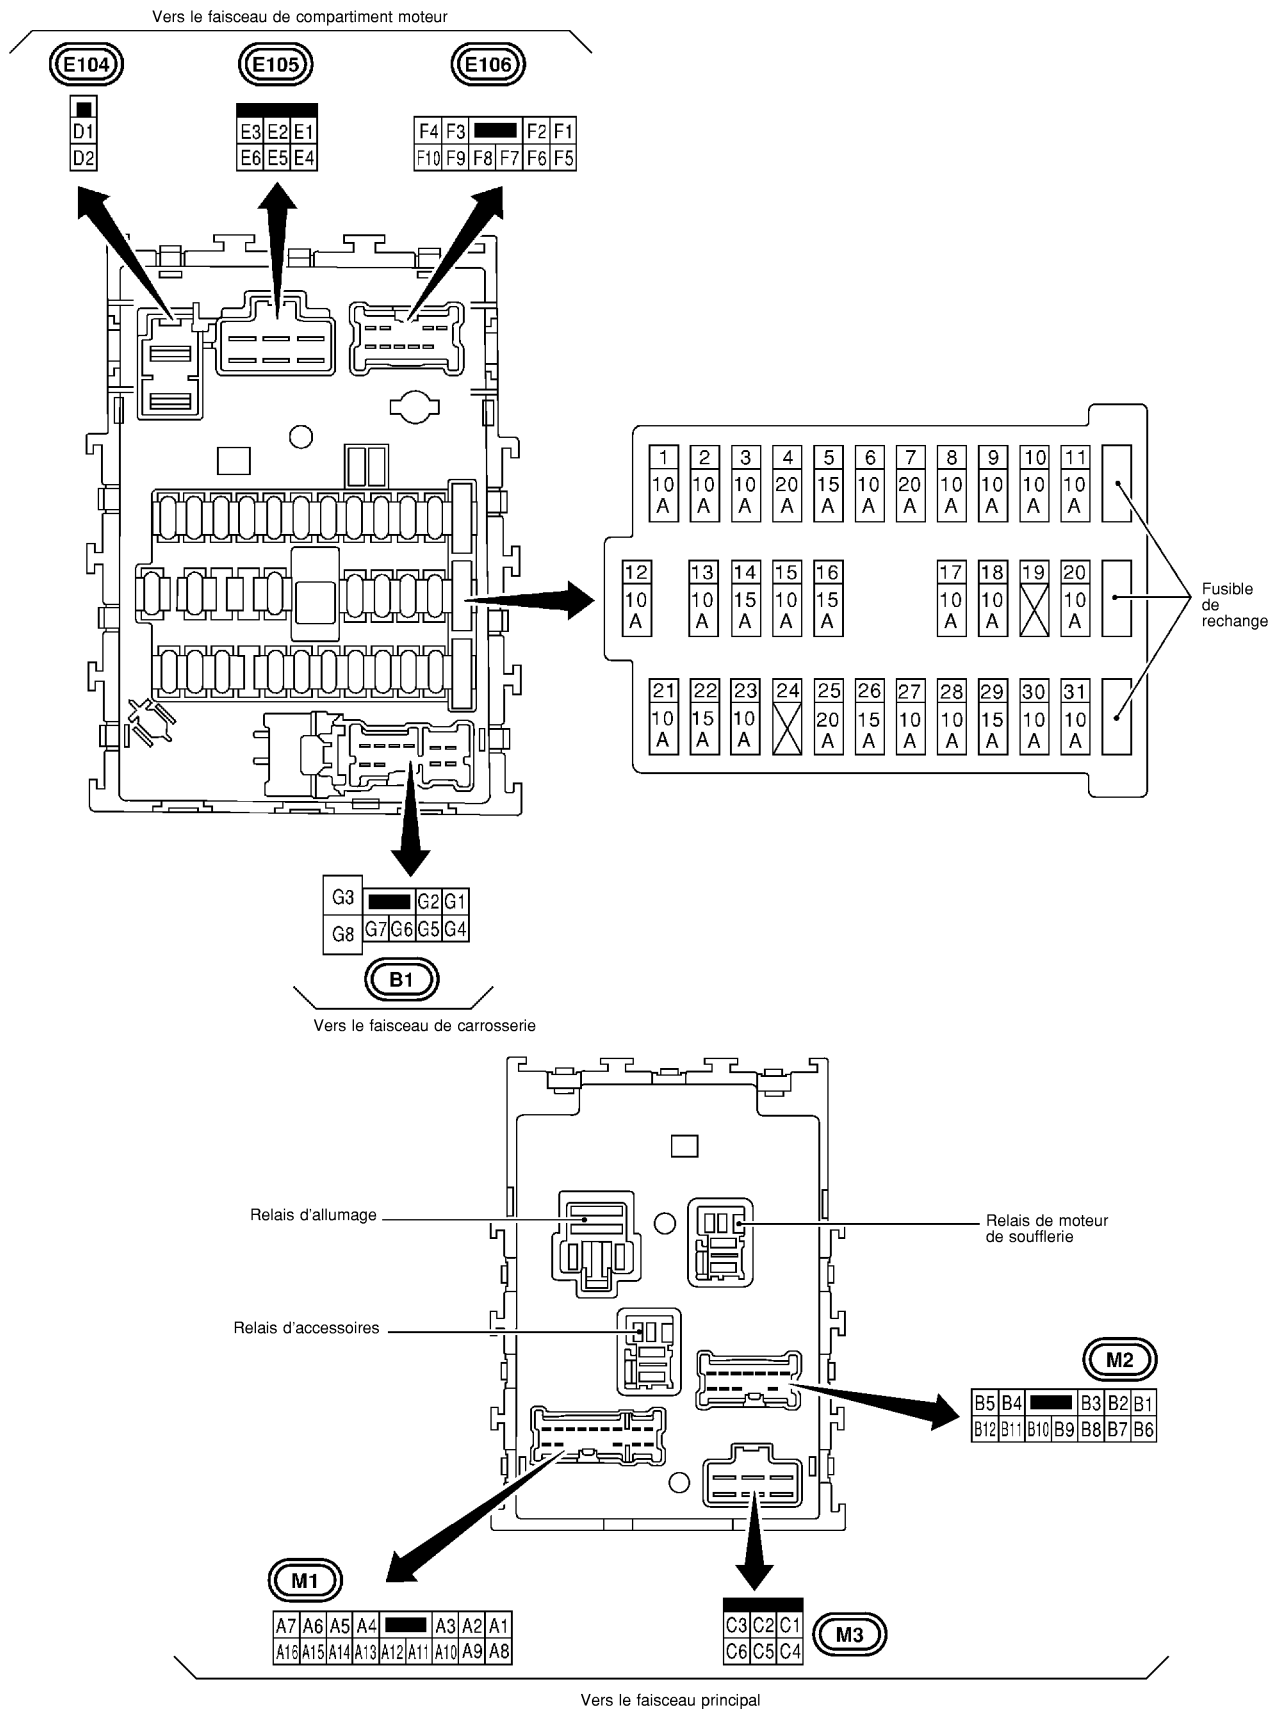 Vers le faisceau de compartiment moteur
E104 E105 E106
D1
D2
E3 E2 E1
E6 E5 E4
F4 F3 F2 F1
F10 F9 F8 F7 F6 F5
1 2 3 4 5 6 7 8 9 10 11
10 10 10 20 15 10 20 10 10 10 10
A A A A A A A A A A A
12 13 14 15 16 17 18 19 20
10 10 15 10 15 10 10 10
A A A A A A A A
21 22 23 24 25 26 27 28 29 30 31
10 15 10 20 15 10 10 15 10 10
A A A A A A A A A A
Fusible
de
rechange
G3 G2 G1
G8 G7 G6 G5 G4
B1
Vers le faisceau de carrosserie
Relais d'allumage
Relais de moteur
de soufflerie
Relais d'accessoires
M2
B5 B4 B3 B2 B1
B12 B11 B10 B9 B8 B7 B6
M1
A7 A6 A5 A4 A3 A2 A1
A16 A15 A14 A13 A12 A11 A10 A9 A8
C3 C2 C1
C6 C5 C4
M3
Vers le faisceau principal